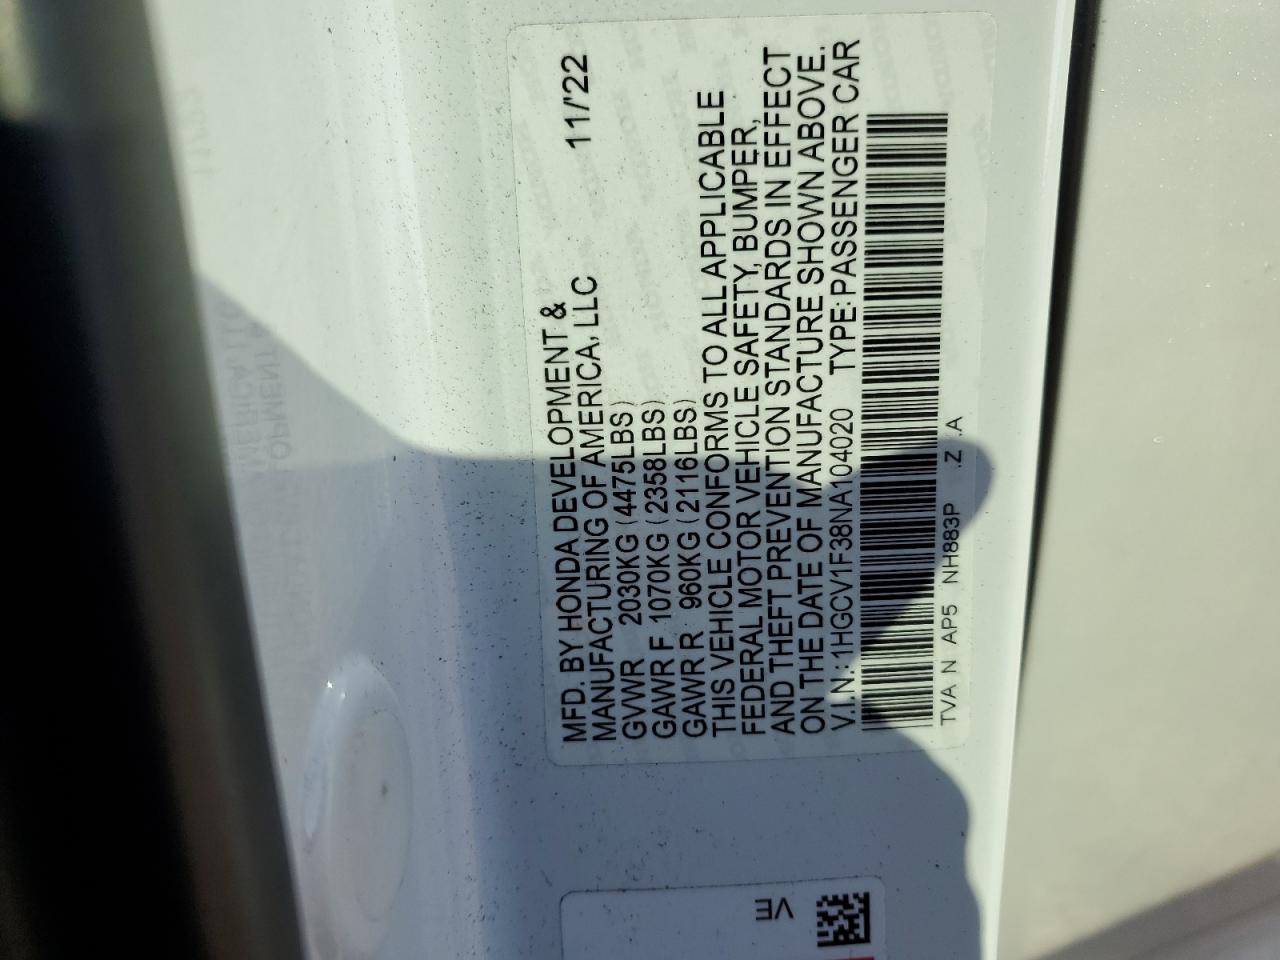 MFD. BY HONDA DEVELOPMENT &
MANUFACTURING OF AMERICA, LLC 11/'22
GVWR 2030KG (4475LBS)
GAWR F 1070KG (2358LBS)
GAWR R 960KG (2116LBS)
THIS VEHICLE CONFORMS TO ALL APPLICABLE
FEDERAL MOTOR VEHICLE SAFETY, BUMPER,
AND THEFT PREVENTION STANDARDS IN EFFECT
ON THE DATE OF MANUFACTURE SHOWN ABOVE.
V.I.N.: 1HGCV1F38NA104020 TYPE: PASSENGER CAR
TVA N AP5 NH883P .Z .A
VE